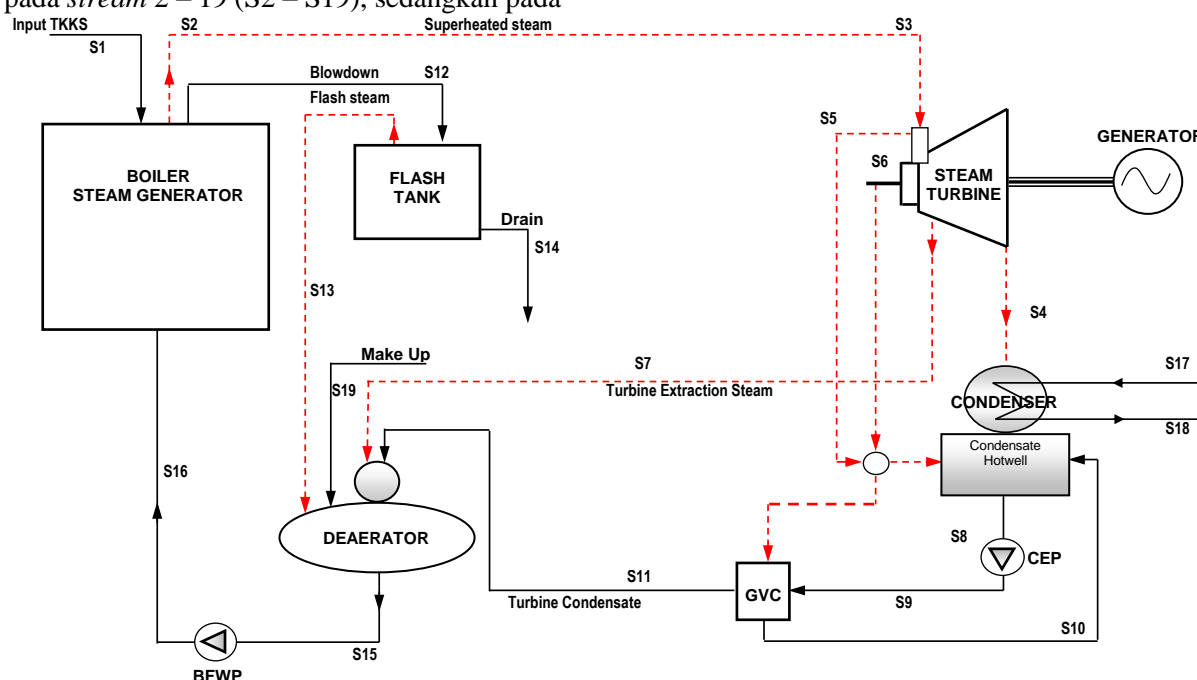 pada stream 2 – 19 (S2 – S19), sedangkan pada
Input TKKS
S1
S2
Superheated steam
S3
Blowdown
S12
Flash steam
S5
GENERATOR
BOILER
STEAM GENERATOR
FLASH
TANK
S6
STEAM
TURBINE
Drain
S14
S13
S4
Make Up
S7
S17
S19
Turbine Extraction Steam
CONDENSER
S18
Condensate
Hotwell
S16
DEAERATOR
S8
CEP
S11
GVC
Turbine Condensate
S9
S10
S15
BFWP